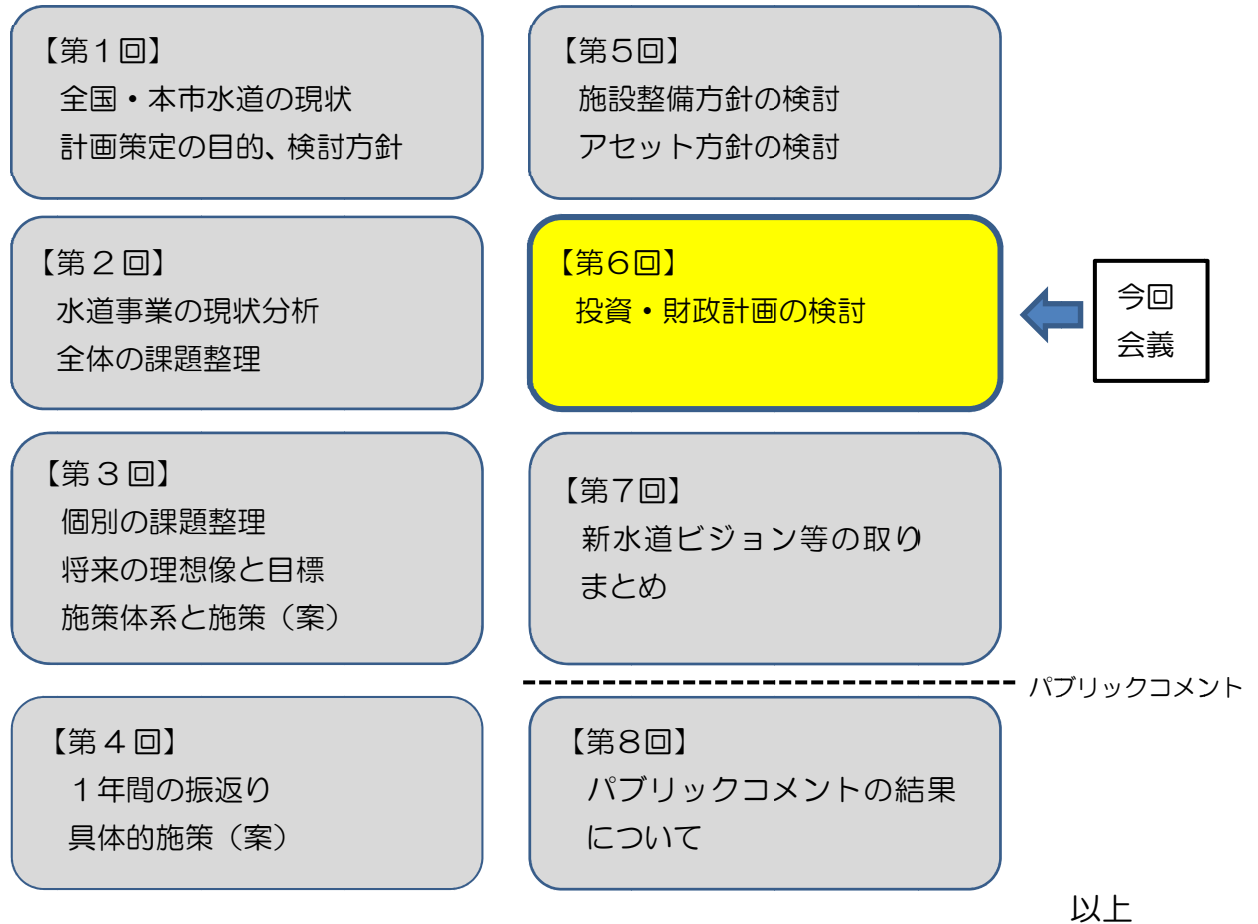 【第１回】
全国・本市水道の現状
計画策定の目的、検討方針
【第２回】
水道事業の現状分析
全体の課題整理
【第３回】
個別の課題整理
将来の理想像と目標
施策体系と施策（案）
【第４回】
１年間の振返り
具体的施策（案）
【第５回】
施設整備方針の検討
アセット方針の検討
【第６回】
投資・財政計画の検討
今回
会議
【第７回】
新水道ビジョン等の取り
まとめ
パブリックコメント
【第８回】
パブリックコメントの結果
について
以上